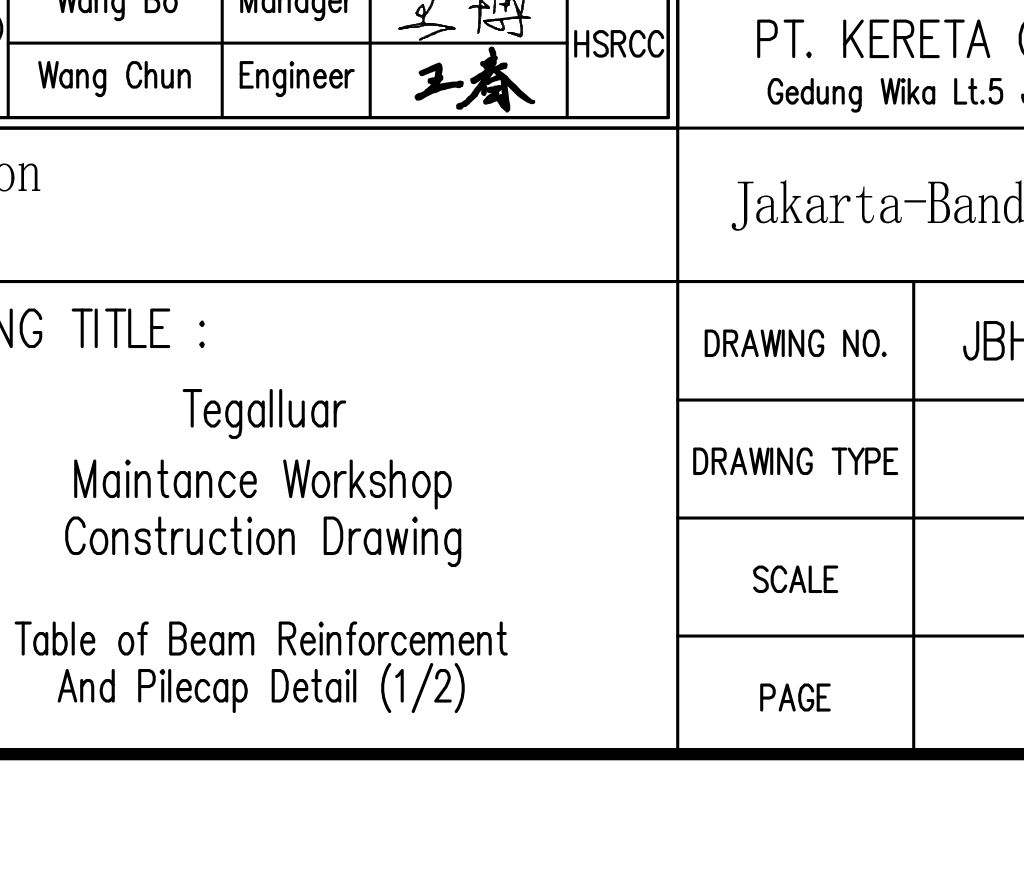 Wang Bo Manager 王博
HSRCC
PT. KERETA
Wang Chun Engineer 王春
Gedung Wika Lt.5
on
Jakarta-Band
NG TITLE :
DRAWING NO. JBH
Tegalluar
Maintance Workshop
DRAWING TYPE
Construction Drawing
SCALE
Table of Beam Reinforcement
And Pilecap Detail (1/2)
PAGE